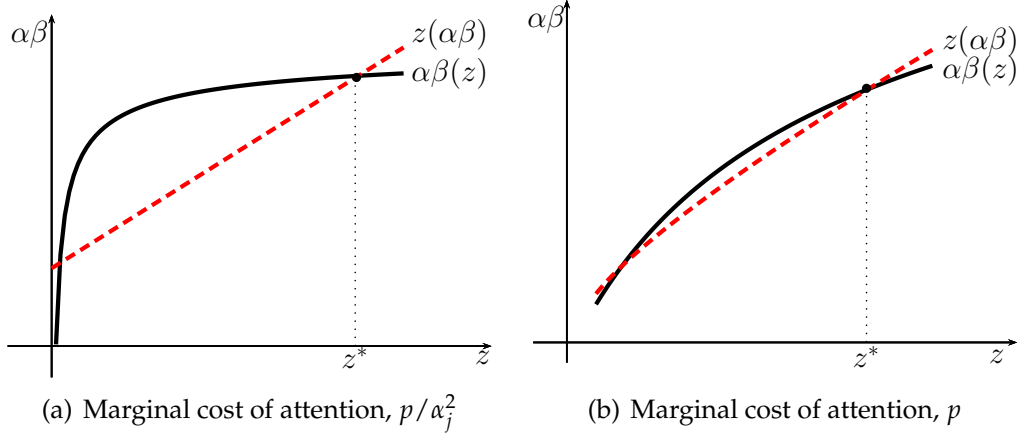 αβ
z(αβ)
αβ(z)
z*
z
(a) Marginal cost of attention, p/α_j^2
αβ
z(αβ)
αβ(z)
z*
z
(b) Marginal cost of attention, p